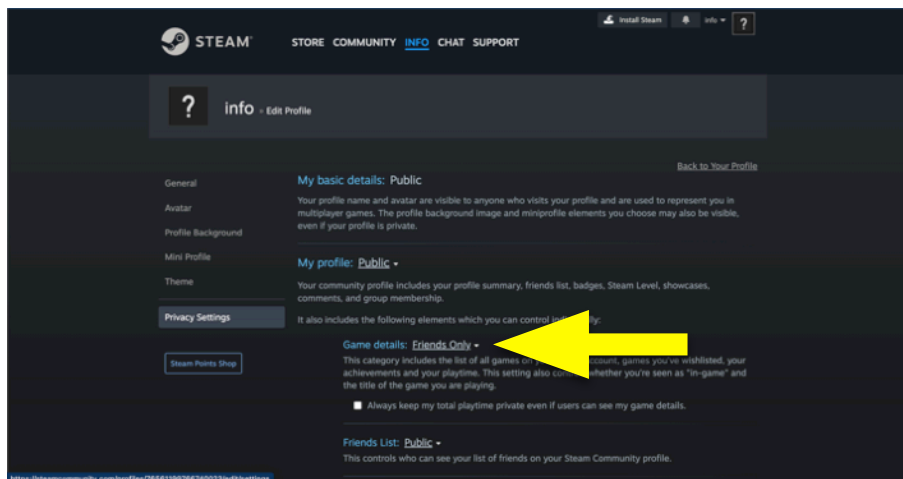 Install Steam info
STEAM STORE COMMUNITY INFO CHAT SUPPORT
?
? info » Edit Profile
Back to Your Profile
General
Avatar
Profile Background
Mini Profile
Theme
Privacy Settings
Steam Points Shop
My basic details: Public
Your profile name and avatar are visible to anyone who visits your profile and are used to represent you in
multiplayer games. The profile background image and miniprofile elements you choose may also be visible,
even if your profile is private.
My profile: Public
Your community profile includes your profile summary, friends list, badges, Steam Level, showcases,
comments, and group membership.
It also includes the following elements which you can control
Game details: Friends Only
This category includes the list of all games on account, games you've wishlisted, your
achievements and your playtime. This setting also whether you're seen as "in-game" and
the title of the game you are playing.
Always keep my total playtime private even if users can see my game details.
Friends List: Public
This controls who can see your list of friends on your Steam Community profile.